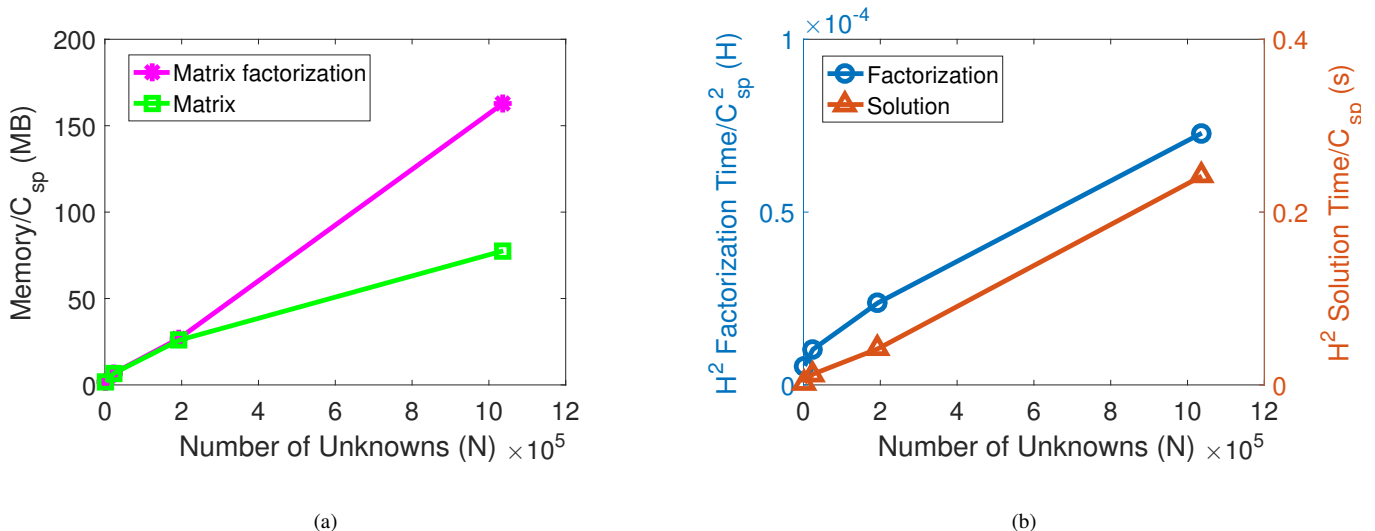 200
150
100
50
0
Memory/C_sp (MB)
Matrix factorization
Matrix
0 2 4 6 8 10 12
Number of Unknowns (N) ×10^5
(a)
×10^-4
1
0.5
0
H^2 Factorization Time/C^2_sp (H)
Factorization
Solution
0.4
0.2
0
H^2 Solution Time/C_sp (s)
0 2 4 6 8 10 12
Number of Unknowns (N) ×10^5
(b)